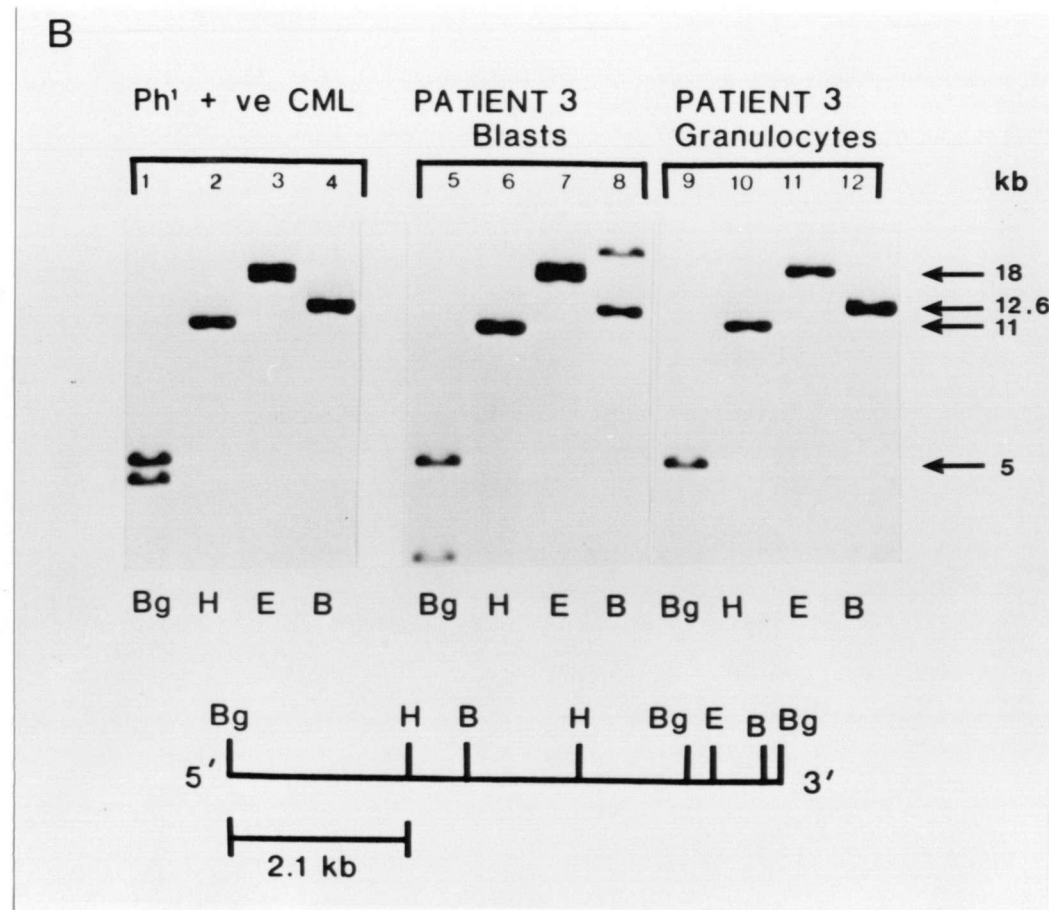 B
Ph¹ + ve CML
PATIENT 3
Blasts
PATIENT 3
Granulocytes
1 2 3 4 5 6 7 8 9 10 11 12 kb
18
12.6
11
5
Bg H E B Bg H E B Bg H E B
Bg H B H Bg E B Bg
5′ 3′
2.1 kb